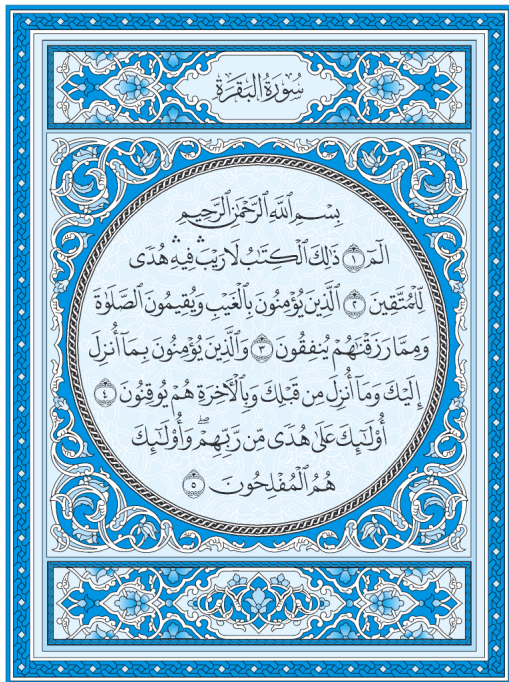 سُورَةُ الْبَقَرَةِ
بِسْمِ ٱللَّهِ ٱلرَّحْمَٰنِ ٱلرَّحِيمِ
الٓمٓ ١ ذَٰلِكَ ٱلْكِتَٰبُ لَا رَيْبَ ۛ فِيهِ ۛ هُدًى
لِّلْمُتَّقِينَ ٢ ٱلَّذِينَ يُؤْمِنُونَ بِٱلْغَيْبِ وَيُقِيمُونَ ٱلصَّلَوٰةَ
وَمِمَّا رَزَقْنَٰهُمْ يُنفِقُونَ ٣ وَٱلَّذِينَ يُؤْمِنُونَ بِمَآ أُنزِلَ
إِلَيْكَ وَمَآ أُنزِلَ مِن قَبْلِكَ وَبِٱلْأٓخِرَةِ هُمْ يُوقِنُونَ ٤
أُو۟لَٰٓئِكَ عَلَىٰ هُدًى مِّن رَّبِّهِمْ ۖ وَأُو۟لَٰٓئِكَ
هُمُ ٱلْمُفْلِحُونَ ٥